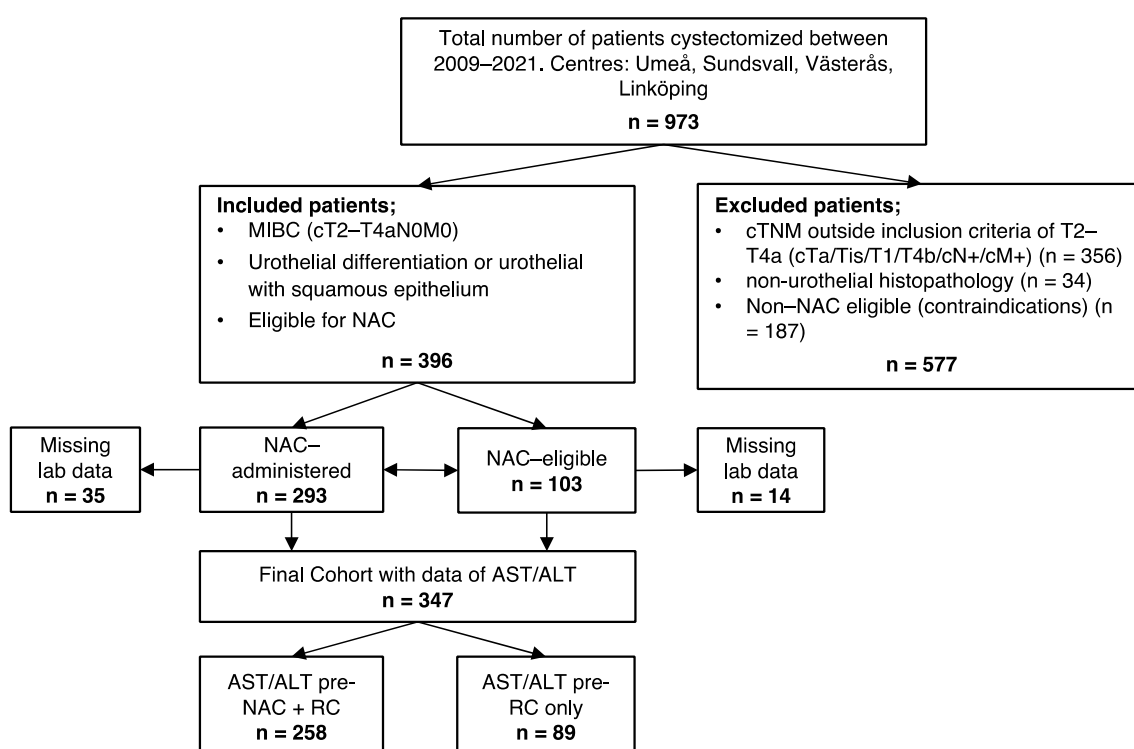 Total number of patients cystectomized between
2009–2021. Centres: Umeå, Sundsvall, Västerås,
Linköping
n = 973
Included patients;
• MIBC (cT2–T4aN0M0)
• Urothelial differentiation or urothelial
with squamous epithelium
• Eligible for NAC
n = 396
Excluded patients;
• cTNM outside inclusion criteria of T2–
T4a (cTa/Tis/T1/T4b/cN+/cM+) (n = 356)
• non-urothelial histopathology (n = 34)
• Non–NAC eligible (contraindications) (n
= 187)
n = 577
Missing
lab data
n = 35
NAC–
administered
n = 293
NAC–eligible
n = 103
Missing
lab data
n = 14
Final Cohort with data of AST/ALT
n = 347
AST/ALT pre-
NAC + RC
n = 258
AST/ALT pre-
RC only
n = 89